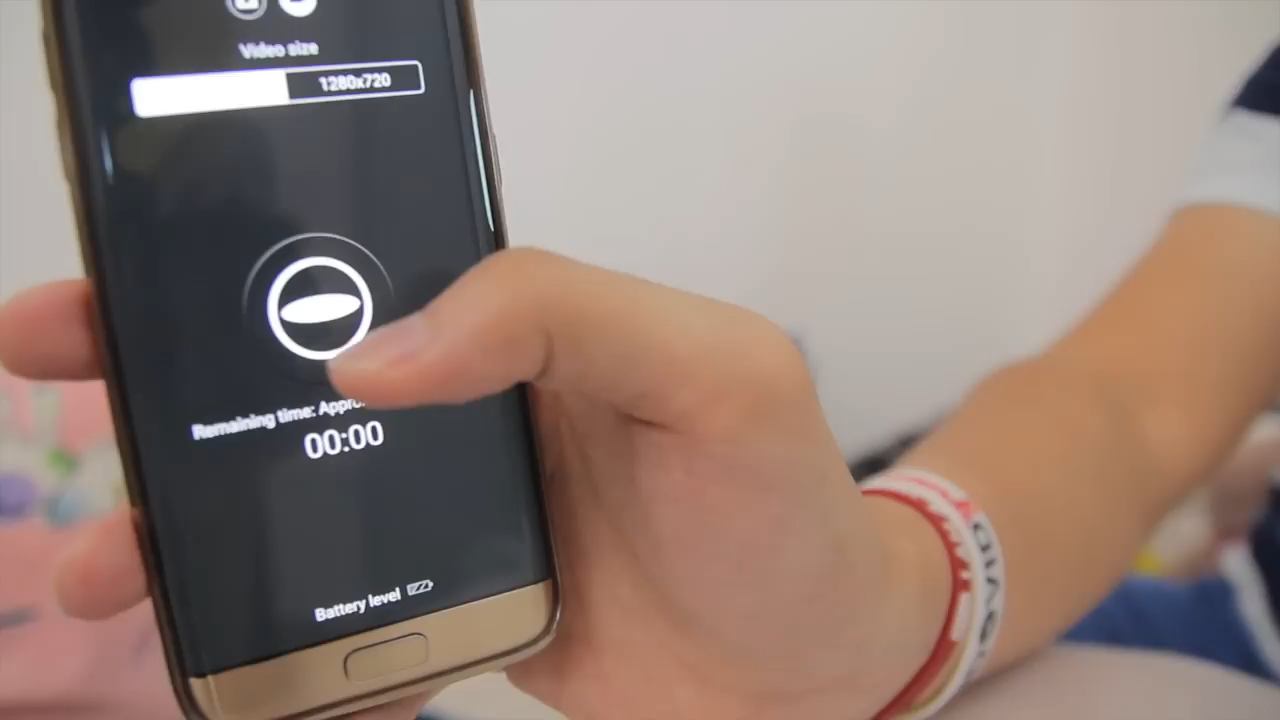 Video size
1280x720
Remaining time: Appro
00:00
Battery level